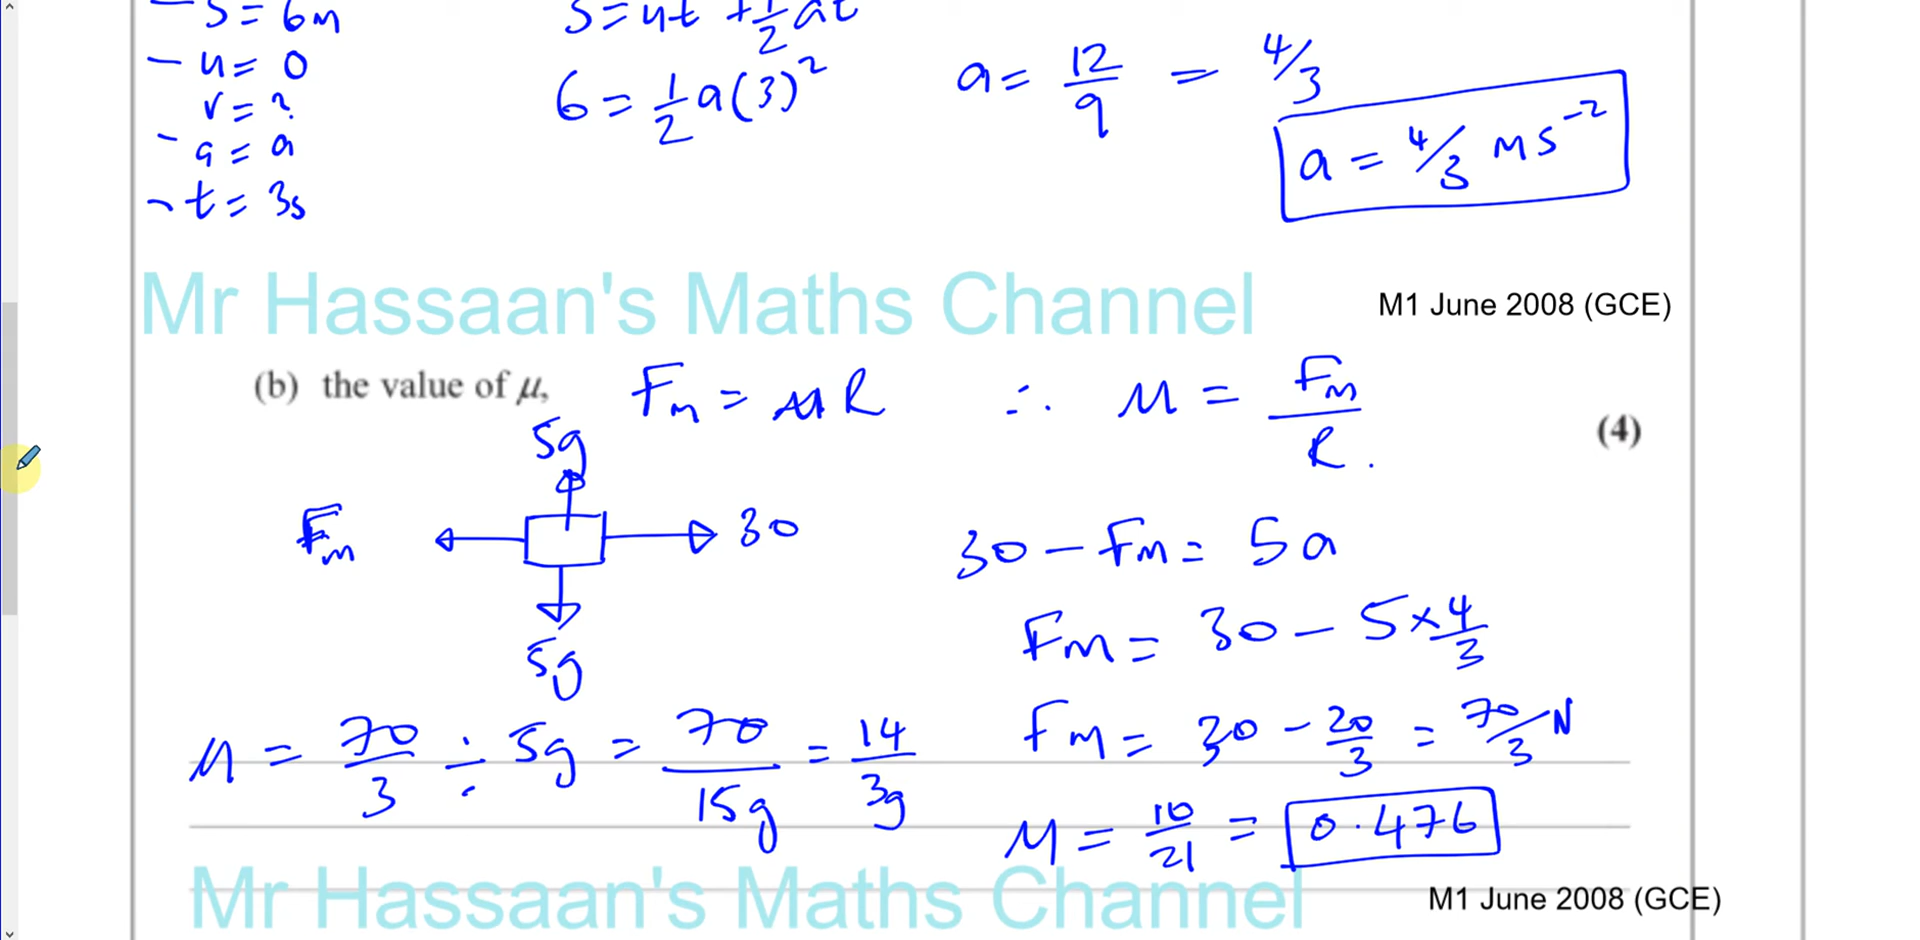 - s = 6m
s = ut + 1/2 at
- u = 0
a = 12/9 = 4/3
6 = 1/2 a(3)²
v = ?
- a = a
a = 4/3 ms⁻²
- t = 3s
Mr Hassaan's Maths Channel
M1 June 2008 (GCE)
(b) the value of μ,
Fm = μR ∴ μ = Fm/R.
(4)
5g
Fm
30
30 - Fm = 5a
5g
Fm = 30 - 5 × 4/3
Fm = 30 - 20/3 = 70/3 N
μ = 70/3 ÷ 5g = 70/15g = 14/3g
μ = 10/21 = 0.476
Mr Hassaan's Maths Channel
M1 June 2008 (GCE)